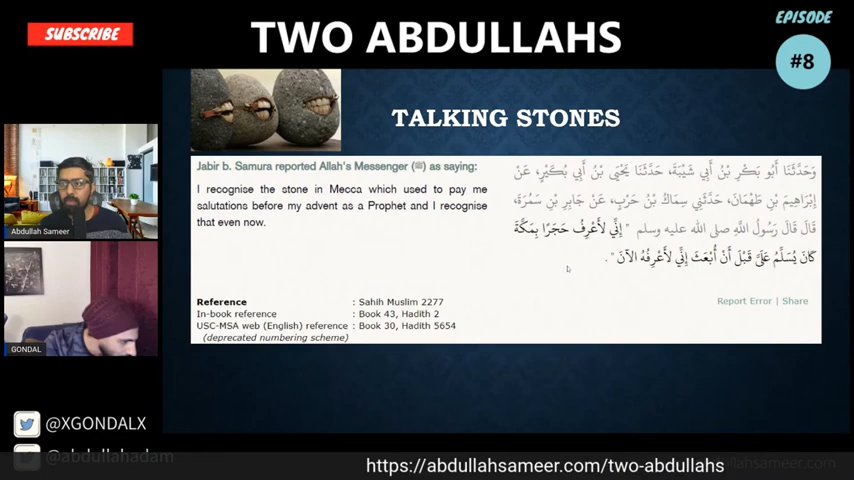 SUBSCRIBE
TWO ABDULLAHS
EPISODE
#8
TALKING STONES
Jabir b. Samura reported Allah's Messenger (ﷺ) as saying:
I recognise the stone in Mecca which used to pay me
salutations before my advent as a Prophet and I recognise
that even now.
وَحَدَّثَنَا أَبُو بَكْرِ بْنُ أَبِي شَيْبَةَ، حَدَّثَنَا يَحْيَى بْنُ أَبِي بُكَيْرٍ، عَنْ
إِبْرَاهِيمَ بْنِ طَهْمَانَ، حَدَّثَنِي سِمَاكُ بْنُ حَرْبٍ، عَنْ جَابِرِ بْنِ سَمُرَةَ،
قَالَ قَالَ رَسُولُ اللَّهِ صلى الله عليه وسلم " إِنِّي لأَعْرِفُ حَجَرًا بِمَكَّةَ
كَانَ يُسَلِّمُ عَلَىَّ قَبْلَ أَنْ أُبْعَثَ إِنِّي لأَعْرِفُهُ الآنَ " .
Reference : Sahih Muslim 2277
In-book reference : Book 43, Hadith 2
USC-MSA web (English) reference : Book 30, Hadith 5654
(deprecated numbering scheme)
Report Error | Share
Abdullah Sameer
GONDAL
@XGONDALX
@abdullahadam
https://abdullahsameer.com/two-abdullahs